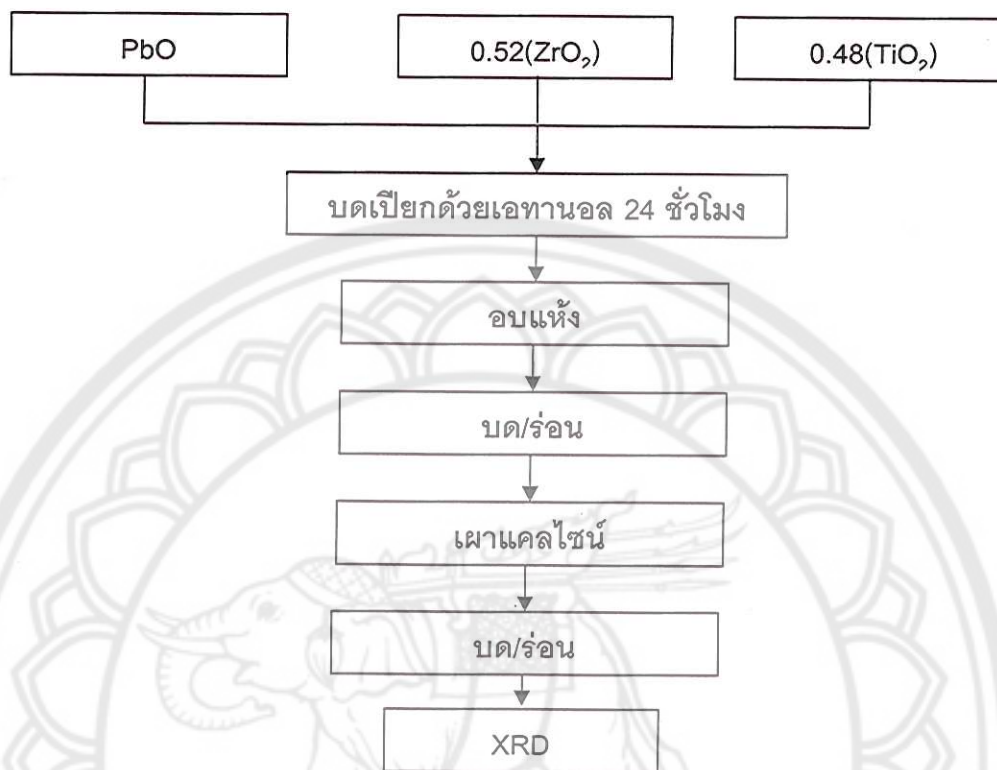 PbO
0.52(ZrO₂)
0.48(TiO₂)
บดเปียกด้วยเอทานอล 24 ชั่วโมง
อบแห้ง
บด/ร่อน
เผาแคลไซน์
บด/ร่อน
XRD